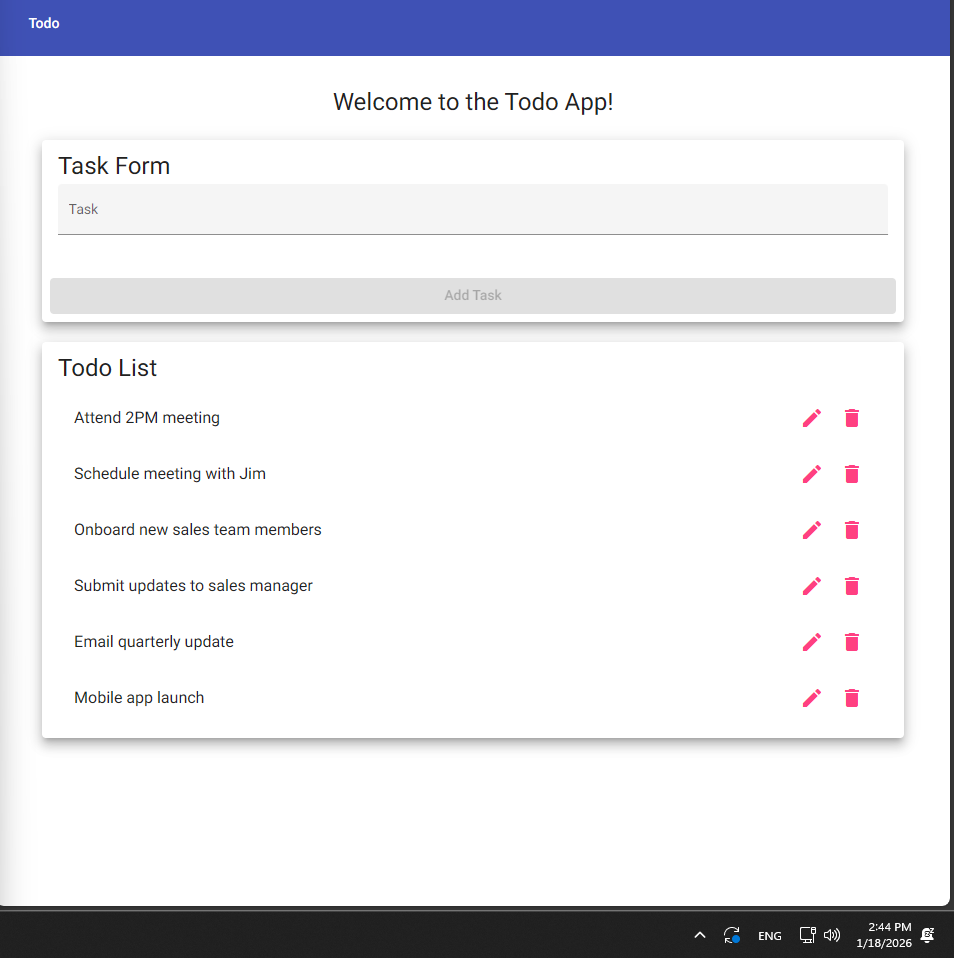 Todo
Welcome to the Todo App!
Task Form
Task
Add Task
Todo List
Attend 2PM meeting
Schedule meeting with Jim
Onboard new sales team members
Submit updates to sales manager
Email quarterly update
Mobile app launch
ENG
2:44 PM
1/18/2026